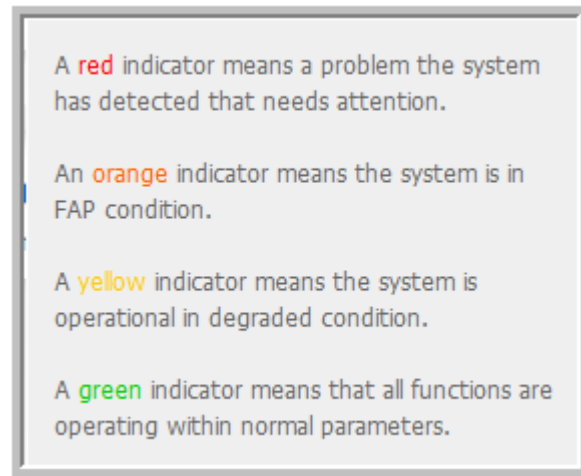 A red indicator means a problem the system
has detected that needs attention.
An orange indicator means the system is in
FAP condition.
A yellow indicator means the system is
operational in degraded condition.
A green indicator means that all functions are
operating within normal parameters.